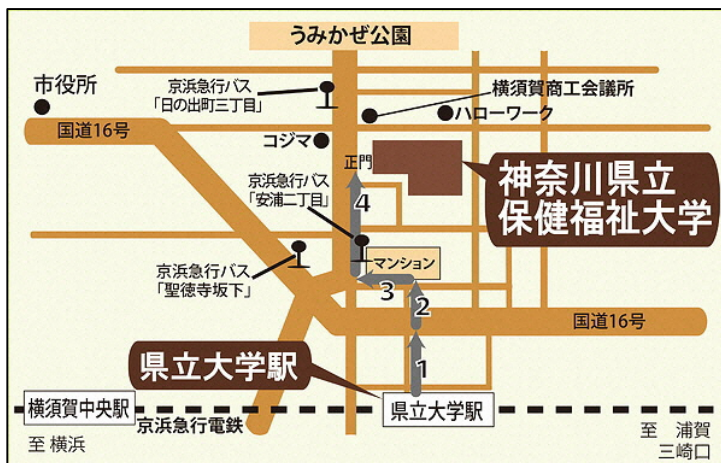 うみかぜ公園
市役所
京浜急行バス
「日の出町三丁目」
横須賀商工会議所
ハローワーク
国道16号
コジマ
正門
神奈川県立
保健福祉大学
京浜急行バス
「安浦二丁目」
4
マンション
京浜急行バス
「聖徳寺坂下」
3
2
国道16号
県立大学駅
1
横須賀中央駅
京浜急行電鉄
県立大学駅
至 横浜
至 浦賀
三崎口